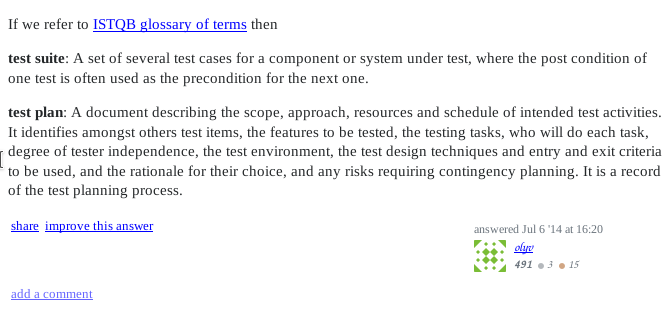 If we refer to ISTQB glossary of terms then
test suite: A set of several test cases for a component or system under test, where the post condition of
one test is often used as the precondition for the next one.
test plan: A document describing the scope, approach, resources and schedule of intended test activities.
It identifies amongst others test items, the features to be tested, the testing tasks, who will do each task,
degree of tester independence, the test environment, the test design techniques and entry and exit criteria
to be used, and the rationale for their choice, and any risks requiring contingency planning. It is a record
of the test planning process.
share improve this answer
answered Jul 6 '14 at 16:20
olyv
491 3 15
add a comment